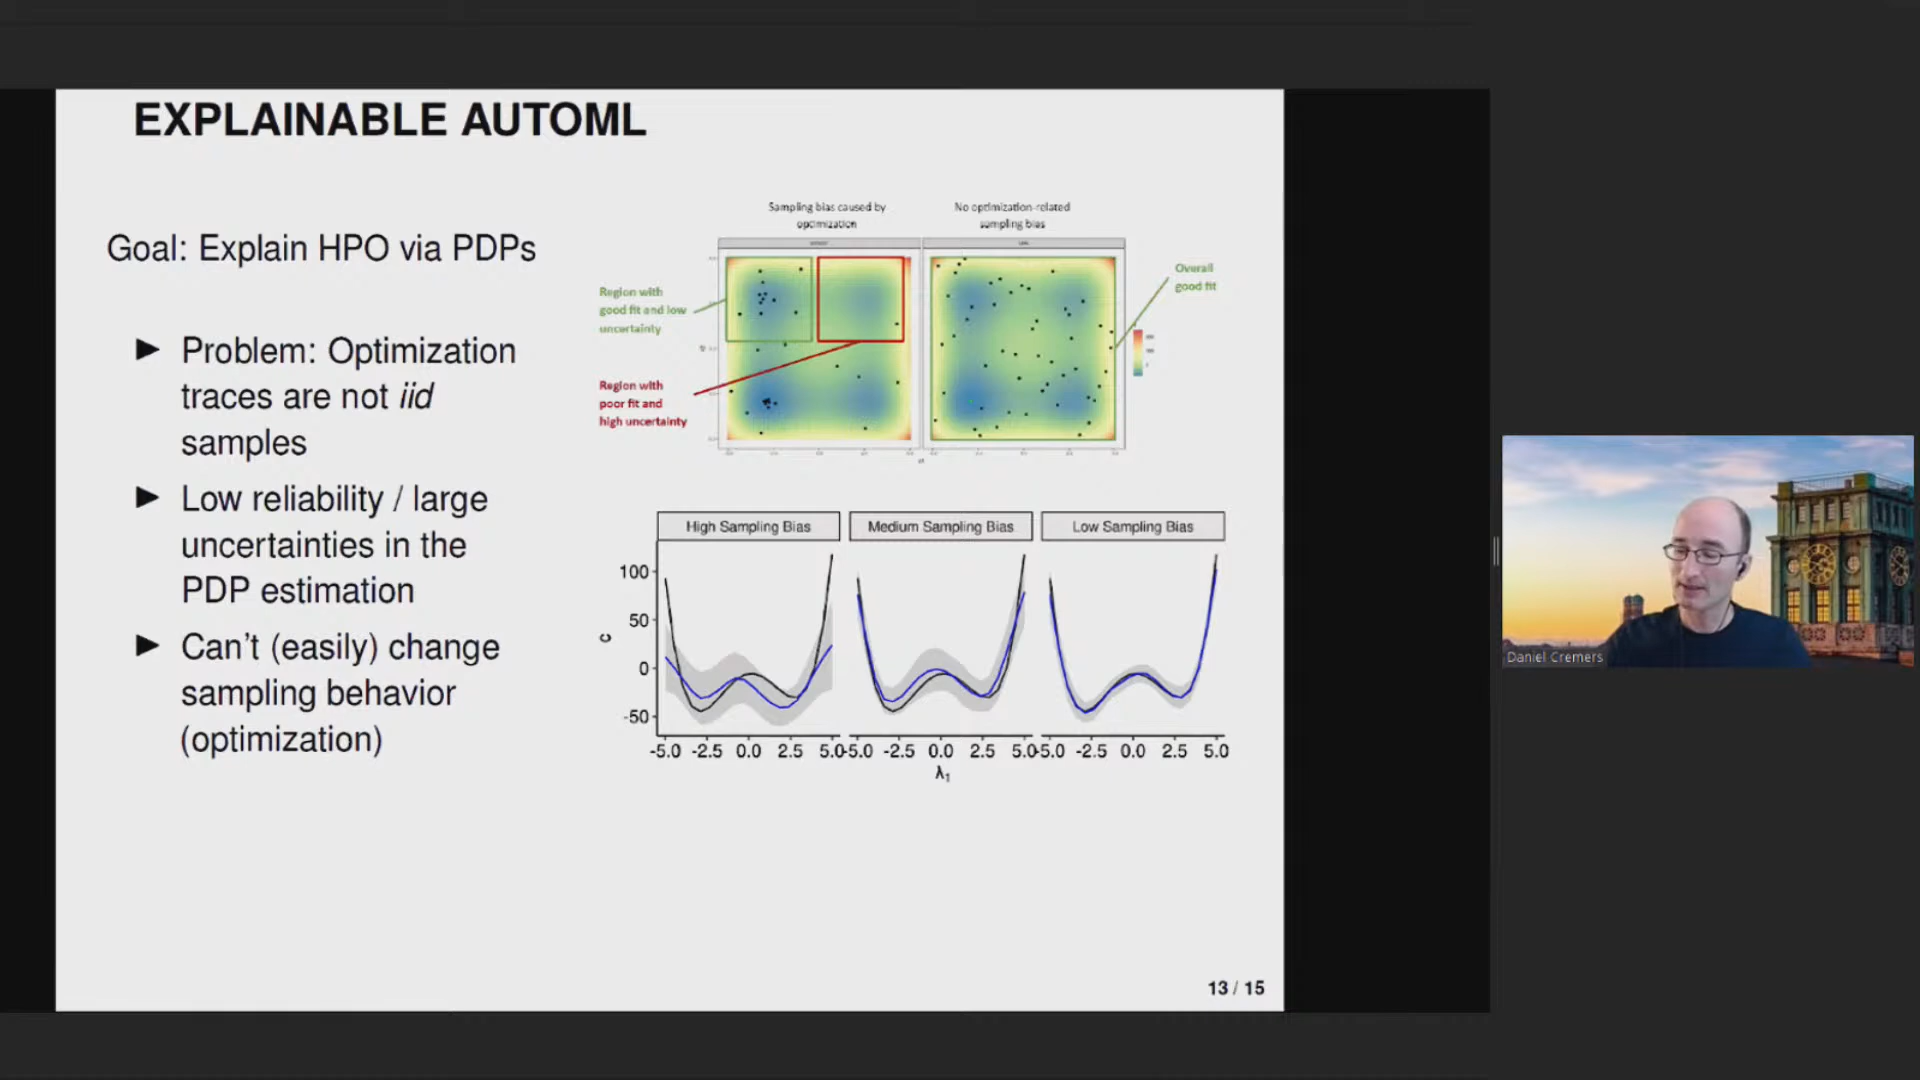 EXPLAINABLE AUTOML
Goal: Explain HPO via PDPs
► Problem: Optimization
traces are not iid
samples
► Low reliability / large
uncertainties in the
PDP estimation
► Can't (easily) change
sampling behavior
(optimization)
Sampling bias caused by
optimization
No optimization-related
sampling bias
Region with
good fit and low
uncertainty
Overall
good fit
Region with
poor fit and
high uncertainty
High Sampling Bias
Medium Sampling Bias
Low Sampling Bias
100
50
0
-50
c
-5.0 -2.5 0.0 2.5 5.0
-5.0 -2.5 0.0 2.5 5.0
-5.0 -2.5 0.0 2.5 5.0
λ1
13 / 15
Daniel Cremers